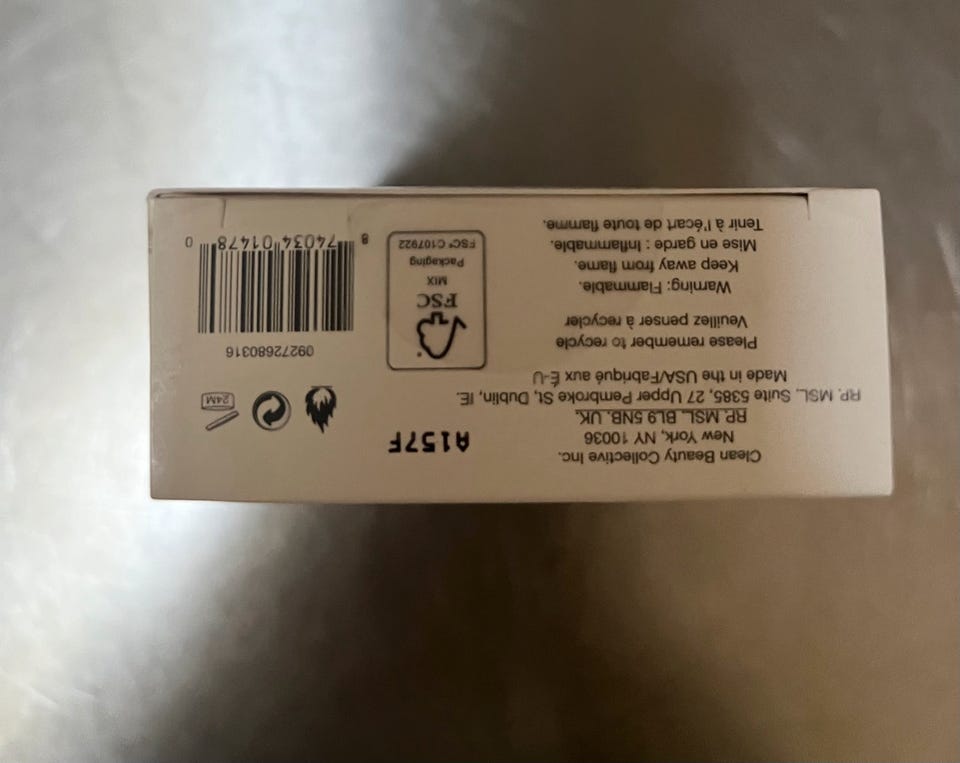 Clean Beauty Collective Inc.
New York, NY 10036
RP. MSL. BL9 5NB. UK.
RP. MSL. Suite 5385, 27 Upper Pembroke St, Dublin, IE.
Made in the USA/Fabriqué aux É-U
Please remember to recycle
Veuillez penser à recycler
Warning: Flammable.
Keep away from flame.
Mise en garde : Inflammable.
Tenir à l'écart de toute flamme.
A157F
FSC
MIX
Packaging
FSC® C107922
24M
09272680316
8 74034 01478 0